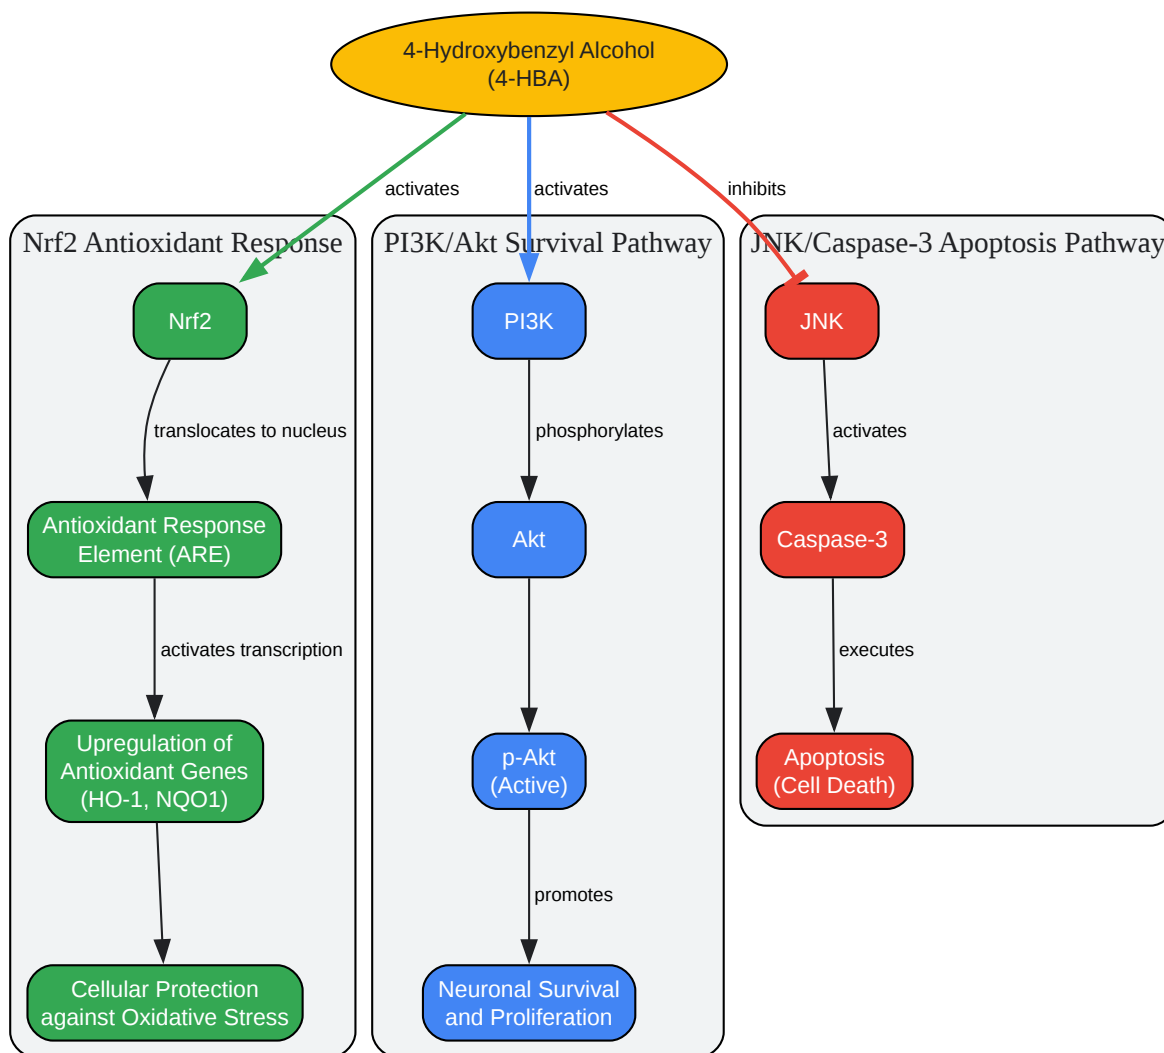 4-Hydroxybenzyl Alcohol
(4-HBA)
activates
activates
inhibits
Nrf2 Antioxidant Response
PI3K/Akt Survival Pathway
JNK/Caspase-3 Apoptosis Pathway
Nrf2
PI3K
JNK
translocates to nucleus
phosphorylates
activates
Antioxidant Response
Element (ARE)
Akt
Caspase-3
activates transcription
executes
Upregulation of
Antioxidant Genes
(HO-1, NQO1)
p-Akt
(Active)
Apoptosis
(Cell Death)
promotes
Cellular Protection
against Oxidative Stress
Neuronal Survival
and Proliferation